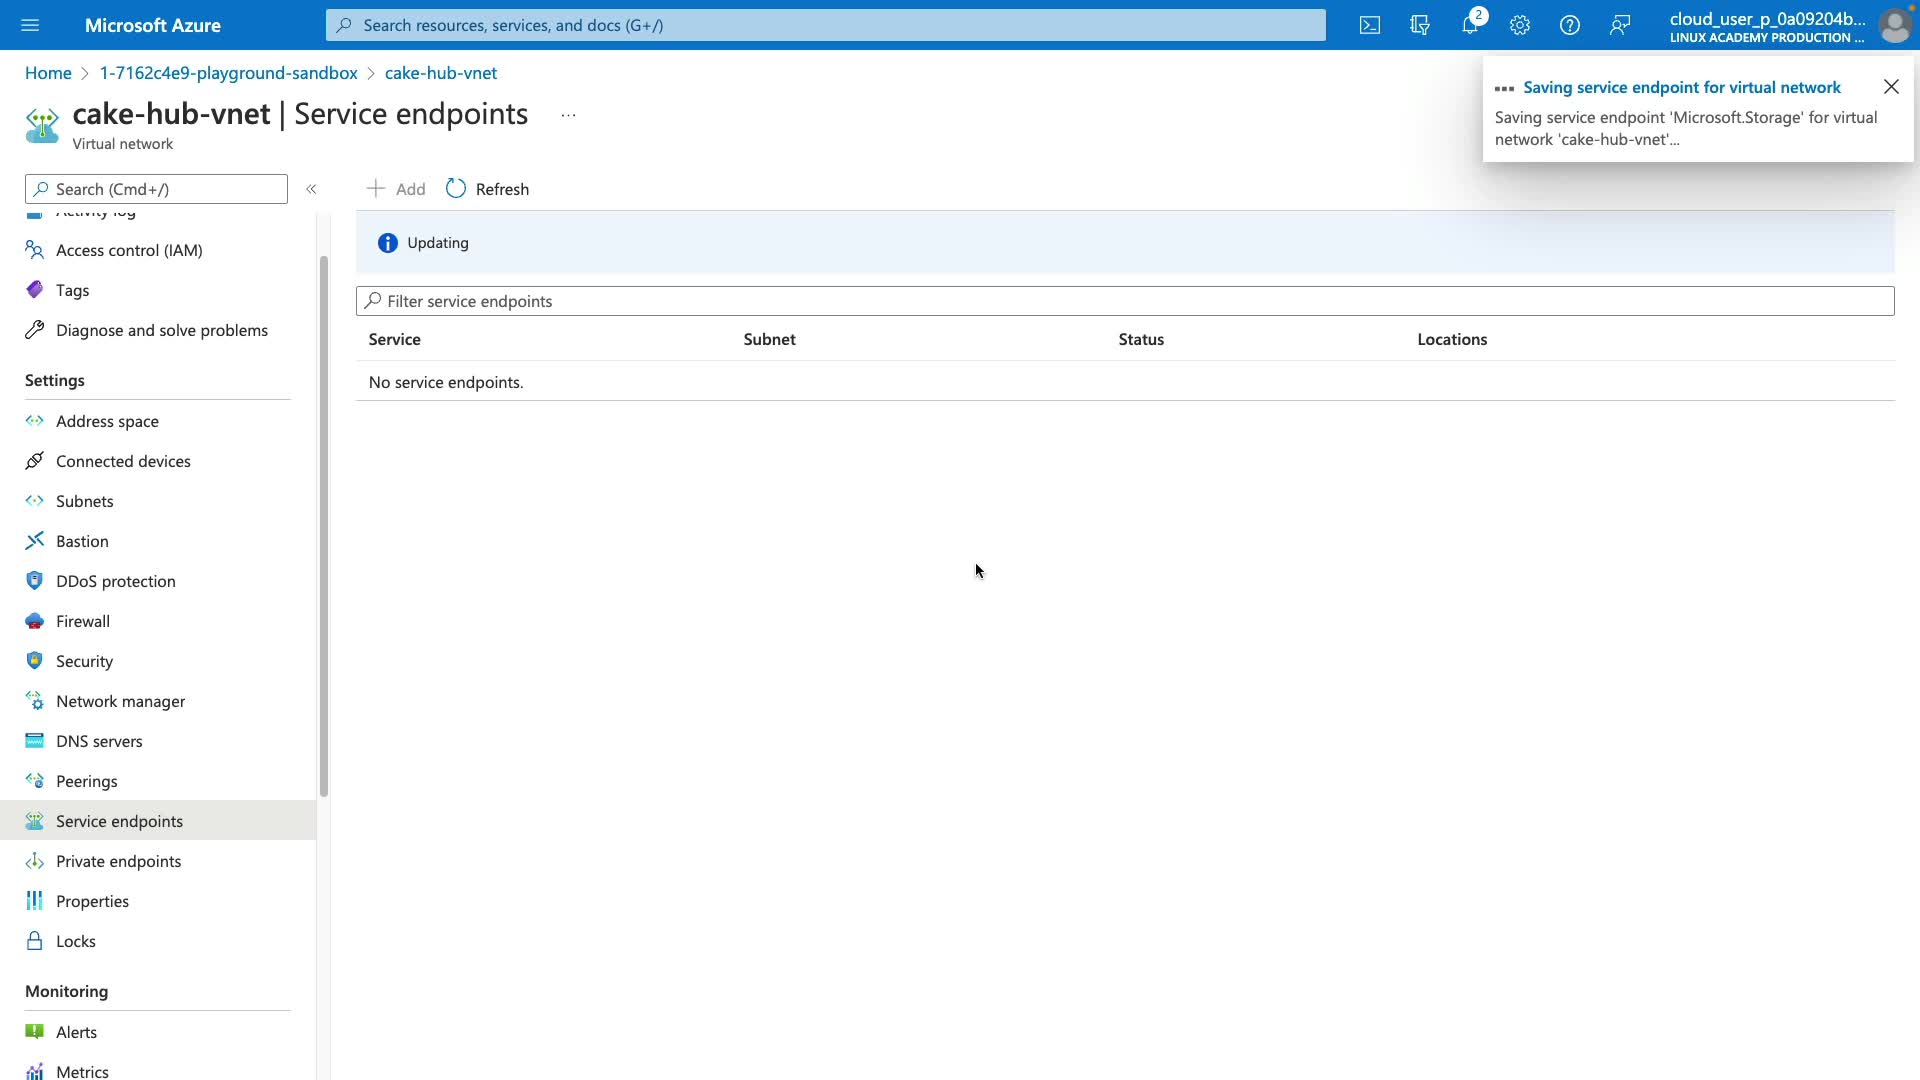 Microsoft Azure
Search resources, services, and docs (G+/)
2
cloud_user_p_0a09204b...
LINUX ACADEMY PRODUCTION ...
Home > 1-7162c4e9-playground-sandbox > cake-hub-vnet
cake-hub-vnet | Service endpoints ...
Virtual network
Saving service endpoint for virtual network
Saving service endpoint 'Microsoft.Storage' for virtual
network 'cake-hub-vnet'...
Search (Cmd+/)
«
Add
Refresh
Activity log
Access control (IAM)
Tags
Diagnose and solve problems
Settings
Address space
Connected devices
Subnets
Bastion
DDoS protection
Firewall
Security
Network manager
DNS servers
Peerings
Service endpoints
Private endpoints
Properties
Locks
Monitoring
Alerts
Metrics
Updating
Filter service endpoints
Service Subnet Status Locations
No service endpoints.